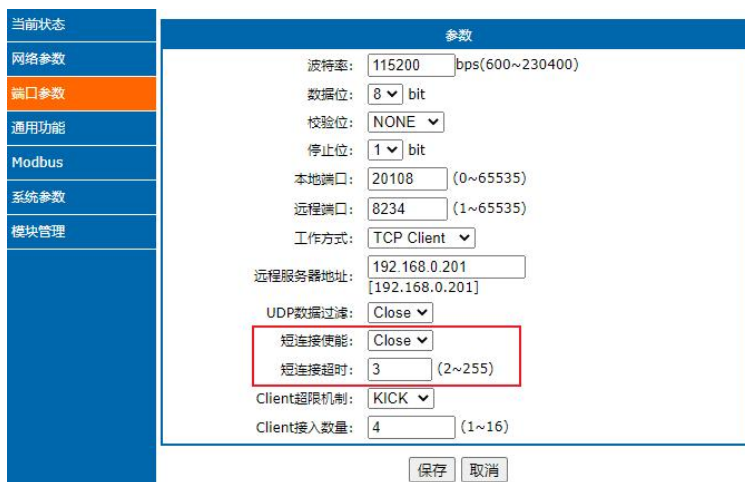 当前状态
网络参数
端口参数
通用功能
Modbus
系统参数
模块管理
参数
波特率: 115200 bps(600~230400)
数据位: 8 bit
校验位: NONE
停止位: 1 bit
本地端口: 20108 (0~65535)
远程端口: 8234 (1~65535)
工作方式: TCP Client
远程服务器地址: 192.168.0.201
[192.168.0.201]
UDP数据过滤: Close
短连接使能: Close
短连接超时: 3 (2~255)
Client超限机制: KICK
Client接入数量: 4 (1~16)
保存 取消